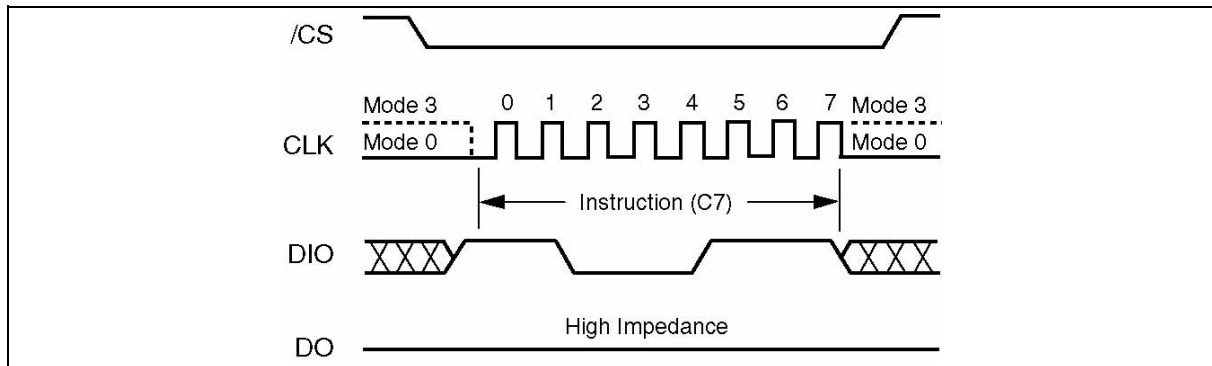 /CS
Mode 3 0 1 2 3 4 5 6 7 Mode 3
CLK Mode 0 Mode 0
Instruction (C7)
DIO
High Impedance
DO